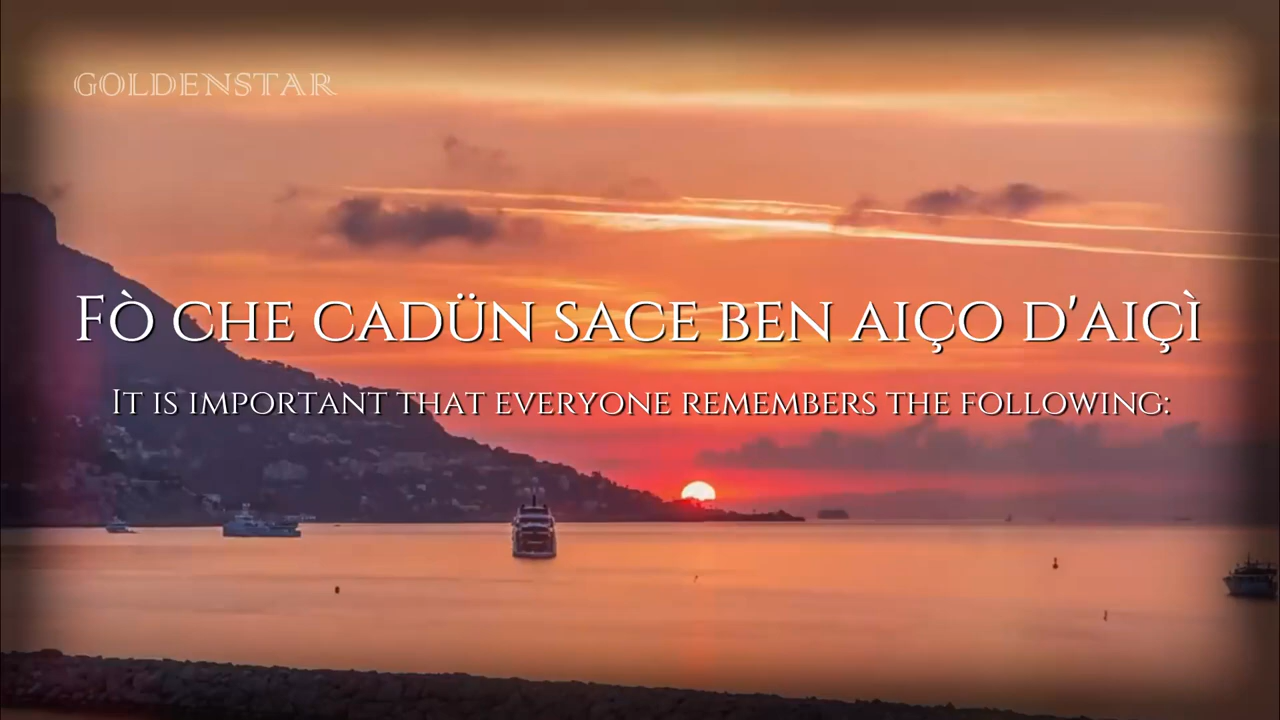 GOLDENSTAR
Fò che cadün sace ben aiço d'aiçì
It is important that everyone remembers the following: